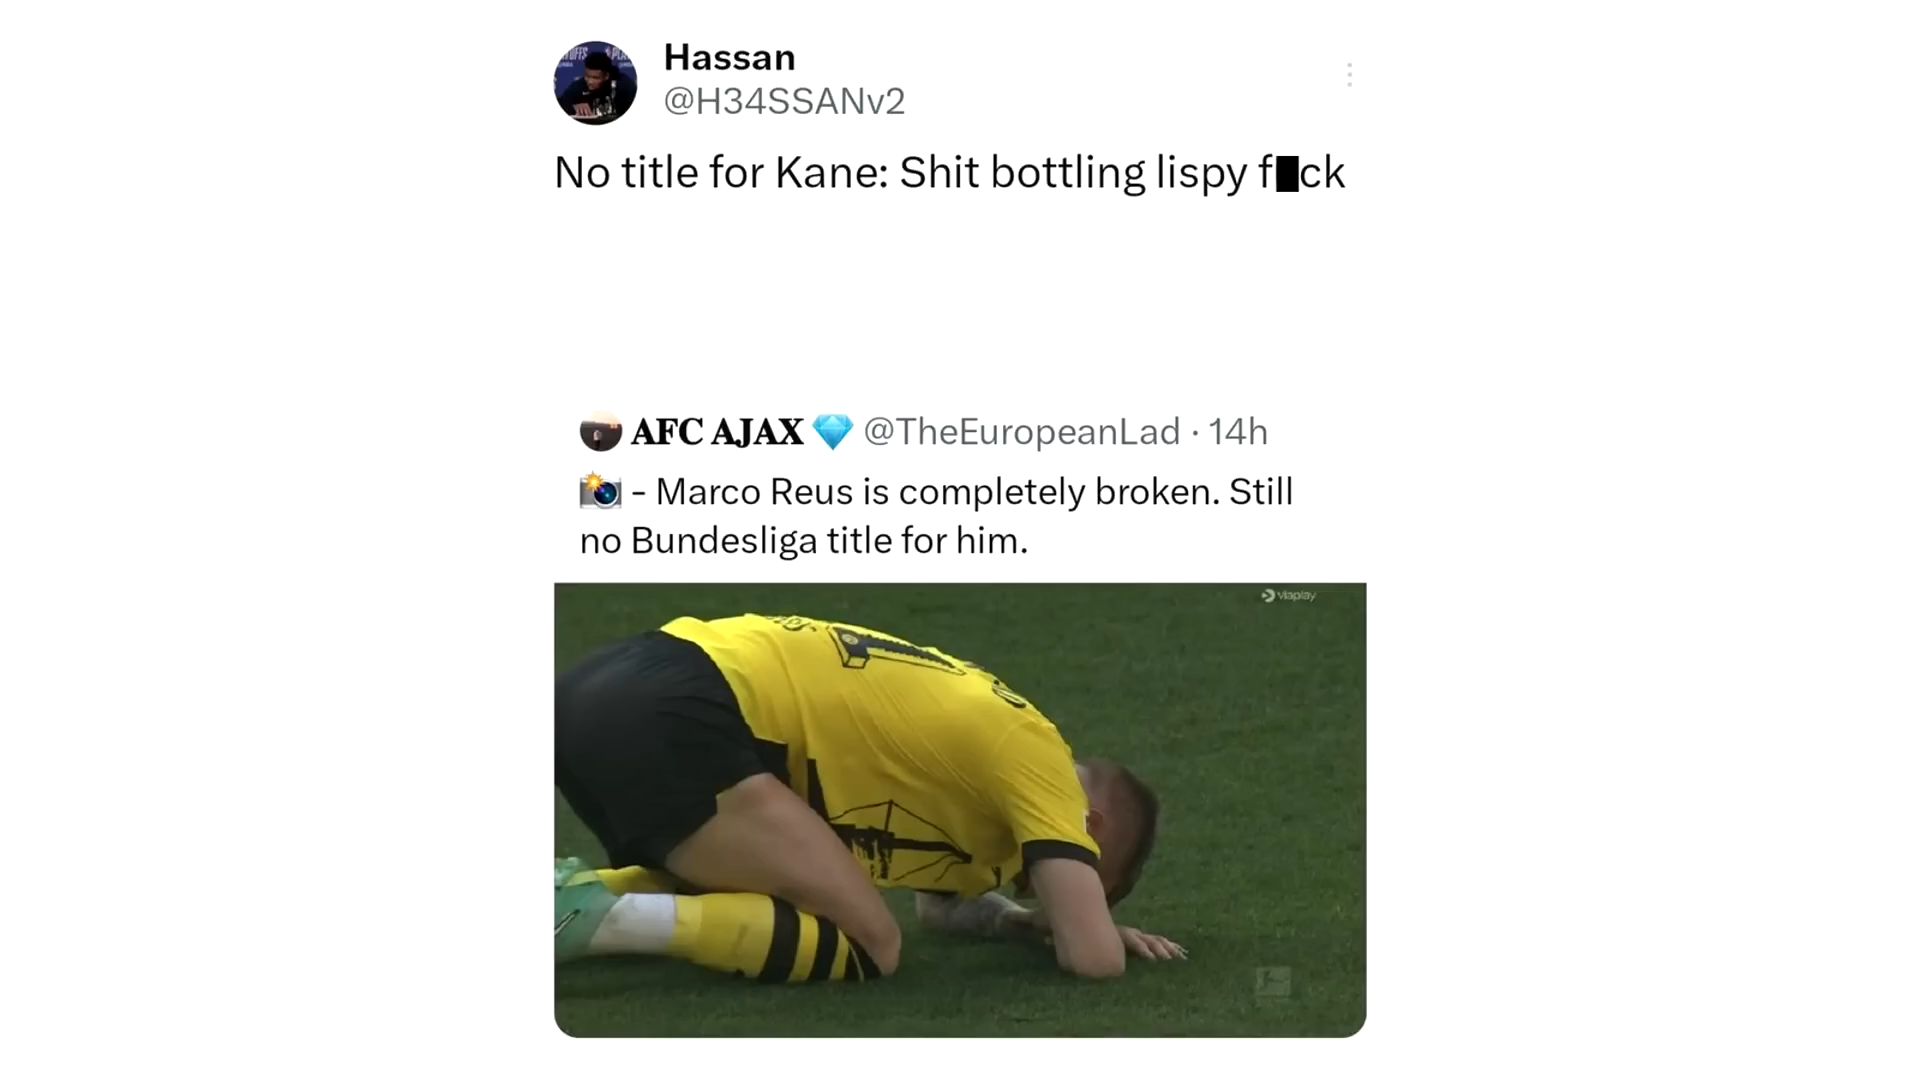 Hassan
@H34SSANv2
No title for Kane: Shit bottling lispy f█ck
AFC AJAX 💎 @TheEuropeanLad · 14h
📸 - Marco Reus is completely broken. Still
no Bundesliga title for him.
viaplay